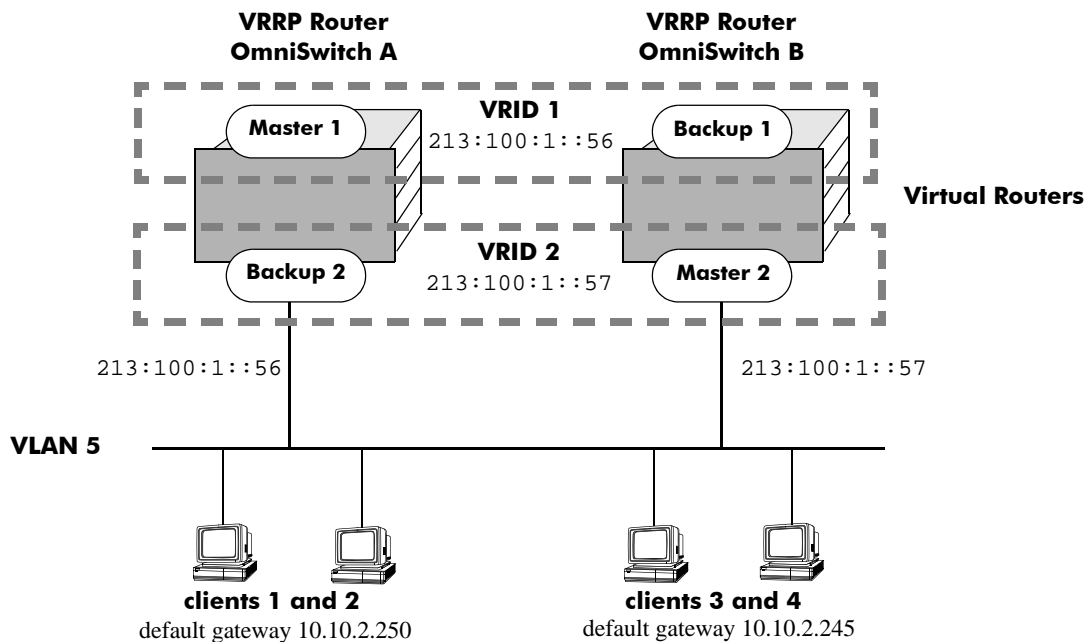 VRRP Router
OmniSwitch A
VRRP Router
OmniSwitch B
VRID 1
213:100:1::56
Master 1
Backup 1
Virtual Routers
VRID 2
213:100:1::57
Backup 2
Master 2
213:100:1::56
213:100:1::57
VLAN 5
clients 1 and 2
default gateway 10.10.2.250
clients 3 and 4
default gateway 10.10.2.245